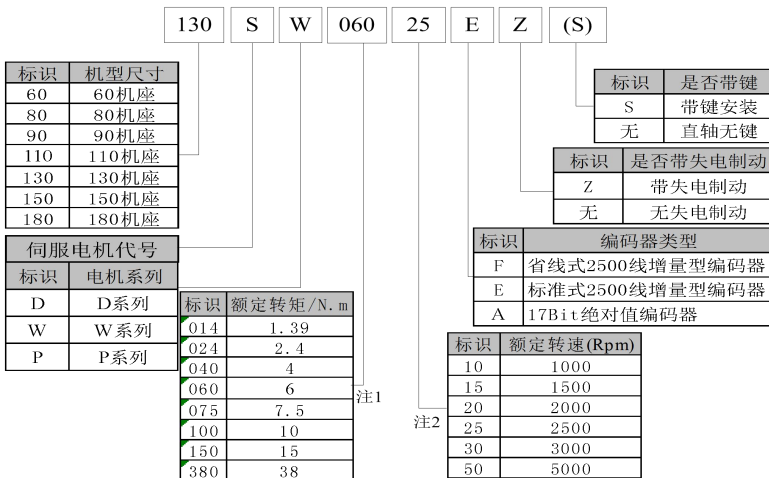 130 S W 060 25 E Z (S)
标识 机型尺寸
60 60机座
80 80机座
90 90机座
110 110机座
130 130机座
150 150机座
180 180机座
伺服电机代号
标识 电机系列
D D系列
W W系列
P P系列
标识 额定转矩/N.m
014 1.39
024 2.4
040 4
060 6
075 7.5
100 10
150 15
380 38
注1
标识 是否带键
S 带键安装
无 直轴无键
标识 是否带失电制动
Z 带失电制动
无 无失电制动
标识 编码器类型
F 省线式2500线增量型编码器
E 标准式2500线增量型编码器
A 17Bit绝对值编码器
标识 额定转速(Rpm)
10 1000
15 1500
20 2000
25 2500
30 3000
50 5000
注2